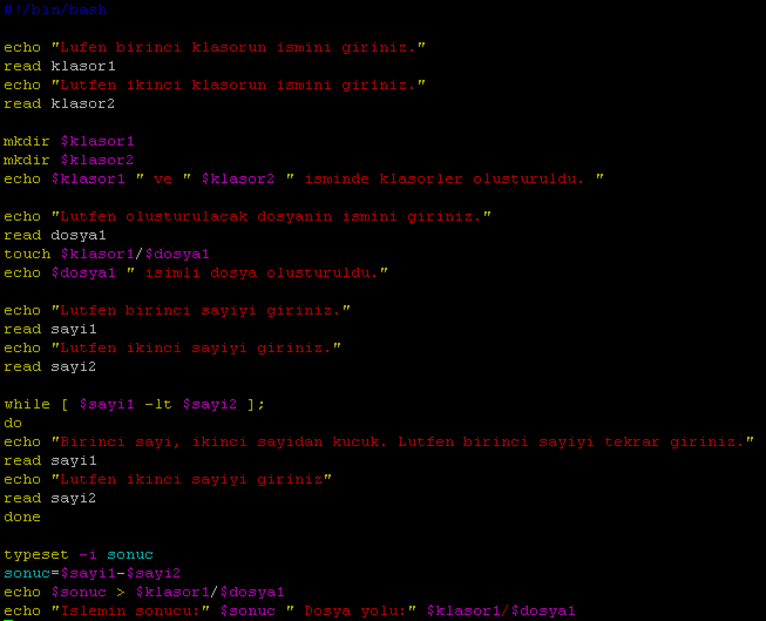 #!/bin/bash
echo "Lufen birinci klasorun ismini giriniz."
read klasor1
echo "Lutfen ikinci klasorun ismini giriniz."
read klasor2
mkdir $klasor1
mkdir $klasor2
echo $klasor1 " ve " $klasor2 " isminde klasorler olusturuldu. "
echo "Lutfen olusturulacak dosyanin ismini giriniz."
read dosya1
touch $klasor1/$dosya1
echo $dosya1 " isimli dosya olusturuldu."
echo "Lutfen birinci sayiyi giriniz."
read sayi1
echo "Lutfen ikinci sayiyi giriniz."
read sayi2
while [ $sayi1 -lt $sayi2 ];
do
echo "Birinci sayi, ikinci sayidan kucuk. Lutfen birinci sayiyi tekrar giriniz."
read sayi1
echo "Lutfen ikinci sayiyi giriniz"
read sayi2
done
typeset -i sonuc
sonuc=$sayi1-$sayi2
echo $sonuc > $klasor1/$dosya1
echo "Islemin sonucu:" $sonuc " Dosya yolu:" $klasor1/$dosya1